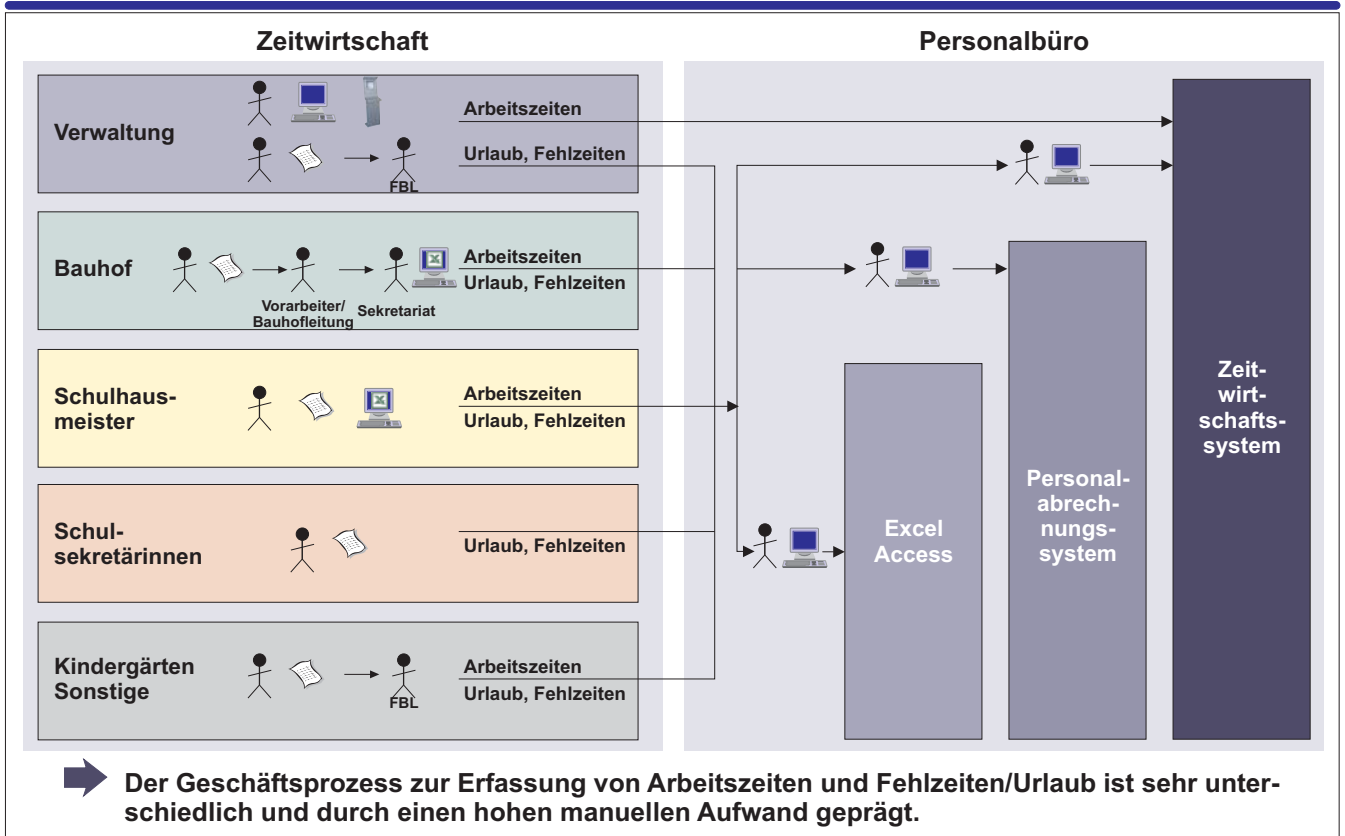 Zeitwirtschaft
Personalbüro
Verwaltung
Arbeitszeiten
Urlaub, Fehlzeiten
FBL
Bauhof
Vorarbeiter/
Bauhofleitung
Sekretariat
Arbeitszeiten
Urlaub, Fehlzeiten
Schulhaus-
meister
Arbeitszeiten
Urlaub, Fehlzeiten
Schul-
sekretärinnen
Urlaub, Fehlzeiten
Kindergärten
Sonstige
FBL
Arbeitszeiten
Urlaub, Fehlzeiten
Excel
Access
Personal-
abrech-
nungs-
system
Zeit-
wirt-
schafts-
system
Der Geschäftsprozess zur Erfassung von Arbeitszeiten und Fehlzeiten/Urlaub ist sehr unter-
schiedlich und durch einen hohen manuellen Aufwand geprägt.